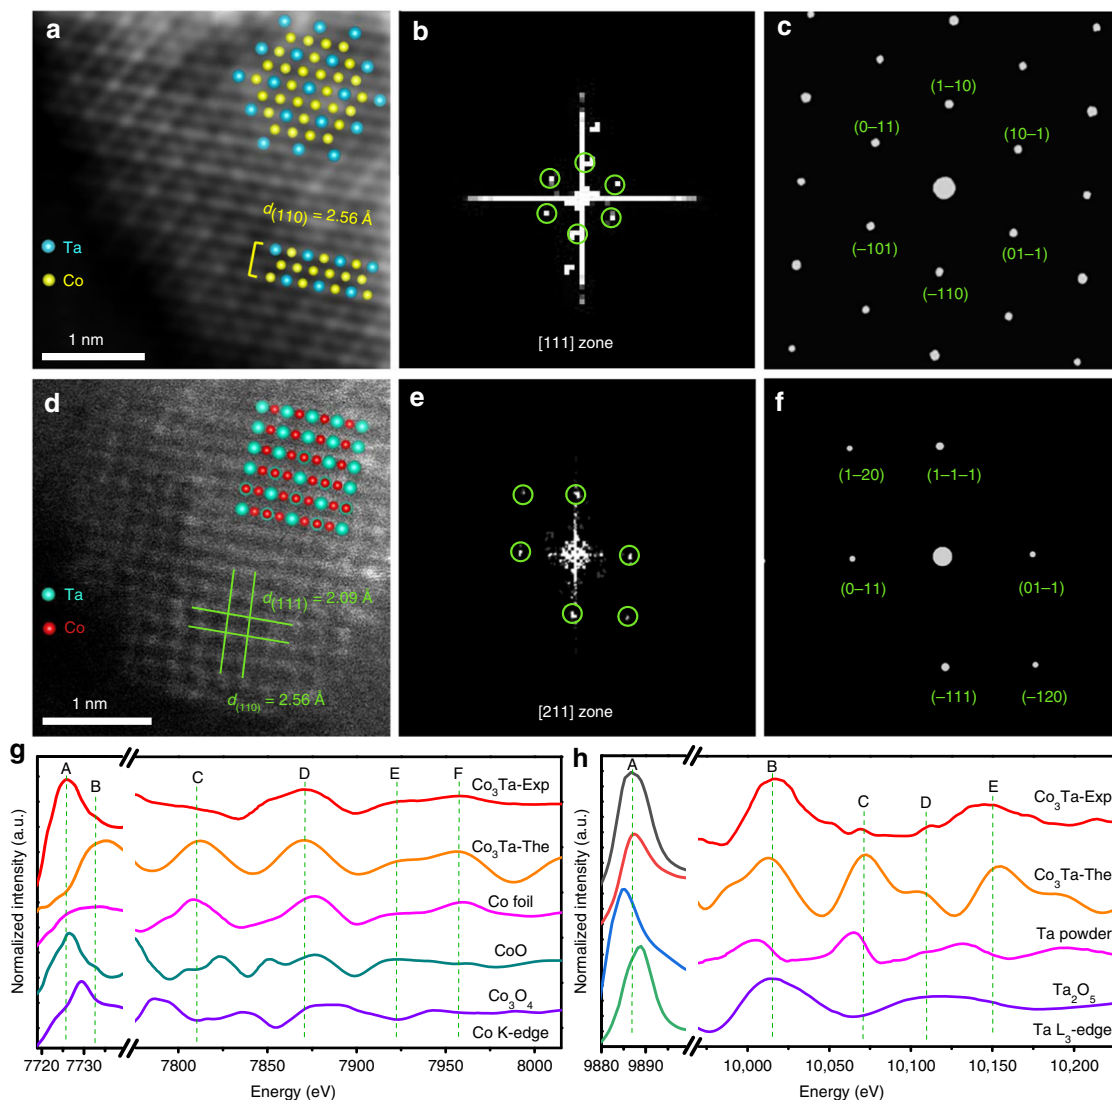 a
d(110) = 2.56 Å
Ta
Co
1 nm
b
[111] zone
c
(1–10)
(0–11)
(10–1)
(–101)
(01–1)
(–110)
d
Ta
Co
d(111) = 2.09 Å
d(110) = 2.56 Å
1 nm
e
[211] zone
f
(1–20)
(1–1–1)
(0–11)
(01–1)
(–111)
(–120)
g
Normalized intensity (a.u.)
A
B
C
D
E
F
Co₃Ta-Exp
Co₃Ta-The
Co foil
CoO
Co₃O₄
Co K-edge
7720 7730 7800 7850 7900 7950 8000
Energy (eV)
h
Normalized intensity (a.u.)
A
B
C
D
E
Co₃Ta-Exp
Co₃Ta-The
Ta powder
Ta₂O₅
Ta L₃-edge
9880 9890 10,000 10,050 10,100 10,150 10,200
Energy (eV)